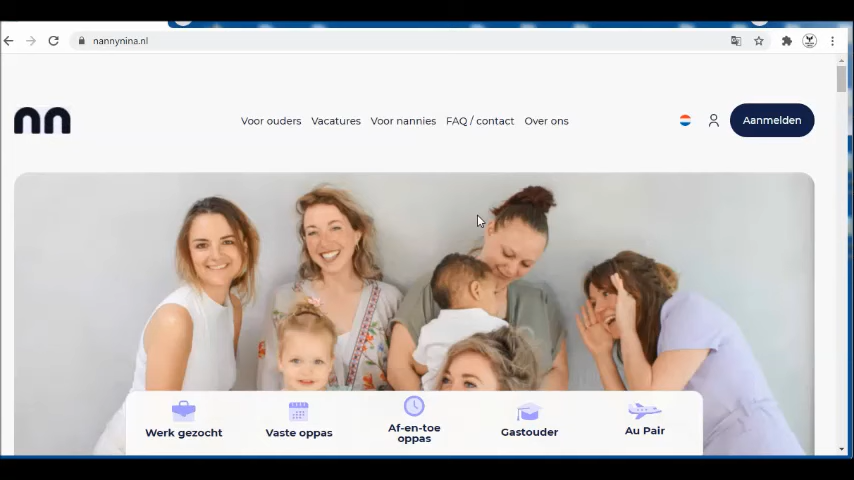 nannynina.nl
nn
Voor ouders Vacatures Voor nannies FAQ / contact Over ons
Aanmelden
Werk gezocht
Vaste oppas
Af-en-toe
oppas
Gastouder
Au Pair